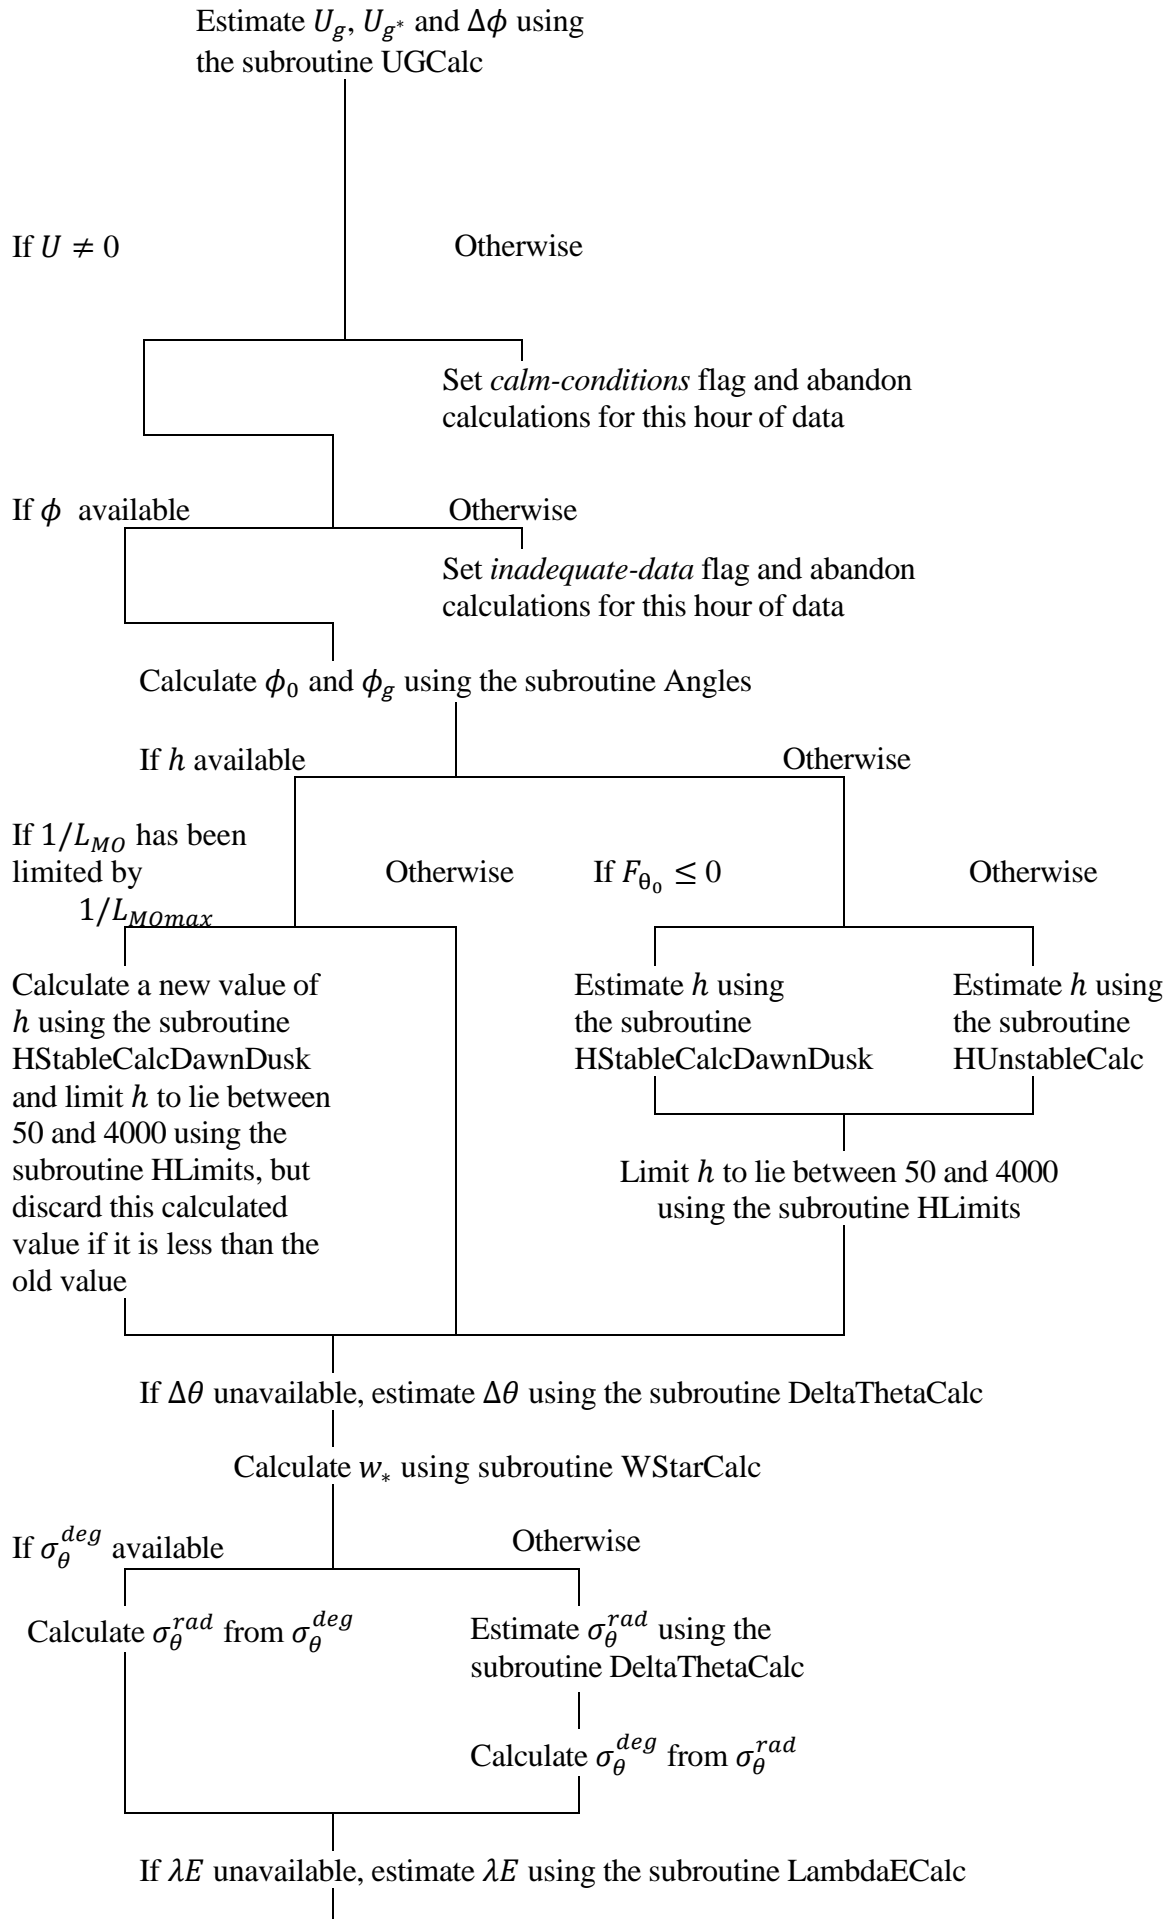 Estimate U_g, U_g* and Δϕ using
the subroutine UGCalc
If U ≠ 0
Otherwise
Set calm-conditions flag and abandon
calculations for this hour of data
If ϕ available
Otherwise
Set inadequate-data flag and abandon
calculations for this hour of data
Calculate ϕ₀ and ϕ_g using the subroutine Angles
If h available
Otherwise
If 1/L_MO has been
limited by
1/L_MOmax
Otherwise
If F_θ₀ ≤ 0
Otherwise
Calculate a new value of
h using the subroutine
HStableCalcDawnDusk
and limit h to lie between
50 and 4000 using the
subroutine HLimits, but
discard this calculated
value if it is less than the
old value
Estimate h using
the subroutine
HStableCalcDawnDusk
Estimate h using
the subroutine
HUnstableCalc
Limit h to lie between 50 and 4000
using the subroutine HLimits
If Δθ unavailable, estimate Δθ using the subroutine DeltaThetaCalc
Calculate w_* using subroutine WStarCalc
If σ_θ^deg available
Otherwise
Calculate σ_θ^rad from σ_θ^deg
Estimate σ_θ^rad using the
subroutine DeltaThetaCalc
Calculate σ_θ^deg from σ_θ^rad
If λE unavailable, estimate λE using the subroutine LambdaECalc